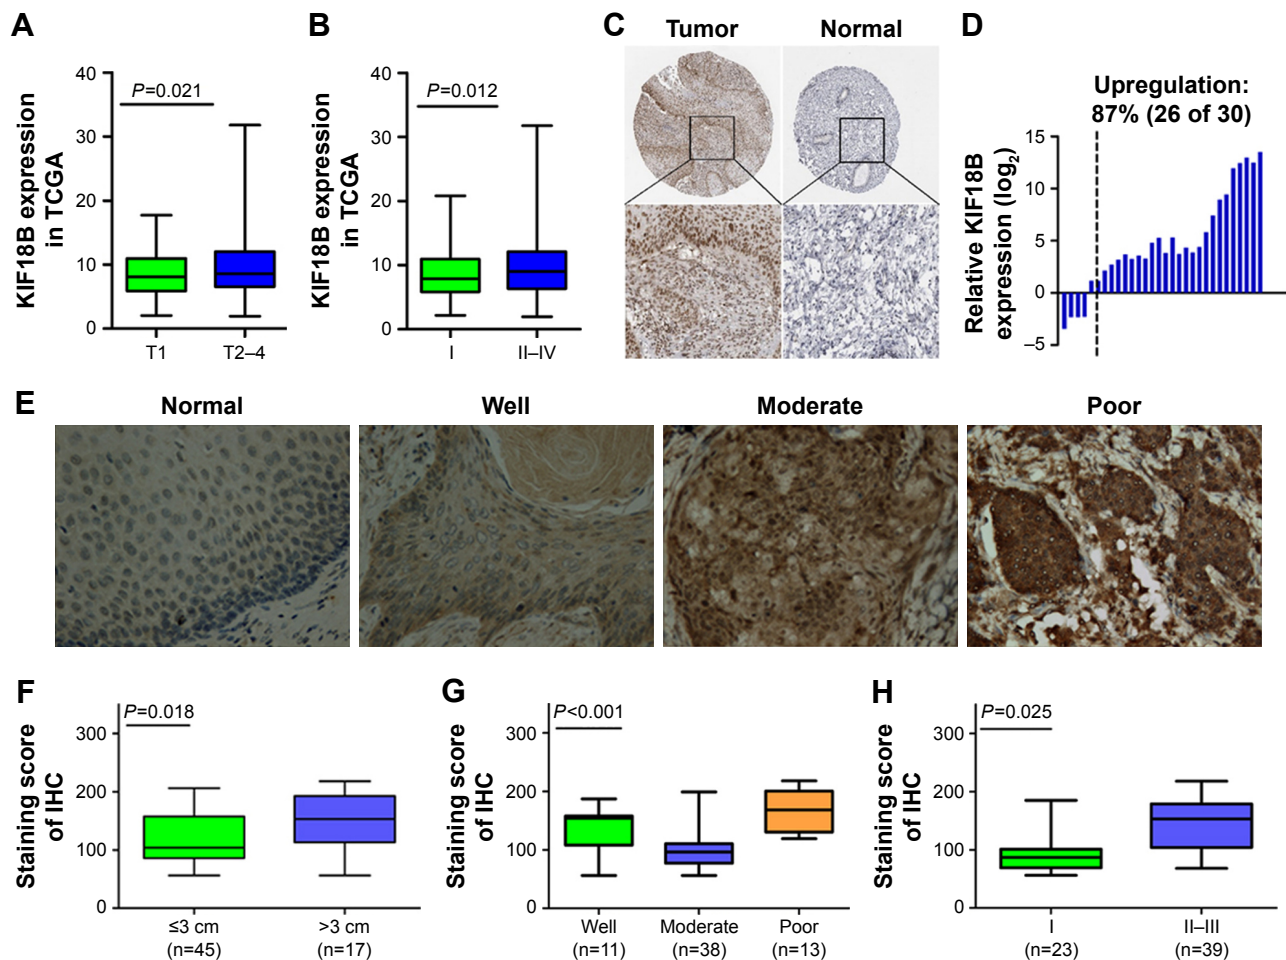 A
KIF18B expression
in TCGA
40
30
20
10
0
P=0.021
T1
T2–4
B
KIF18B expression
in TCGA
40
30
20
10
0
P=0.012
I
II–IV
C
Tumor
Normal
D
Upregulation:
87% (26 of 30)
Relative KIF18B
expression (log2)
15
10
5
0
–5
E
Normal
Well
Moderate
Poor
F
Staining score
of IHC
300
200
100
0
P=0.018
≤3 cm
(n=45)
>3 cm
(n=17)
G
Staining score
of IHC
300
200
100
0
P<0.001
Well
(n=11)
Moderate
(n=38)
Poor
(n=13)
H
Staining score
of IHC
300
200
100
0
P=0.025
I
(n=23)
II–III
(n=39)